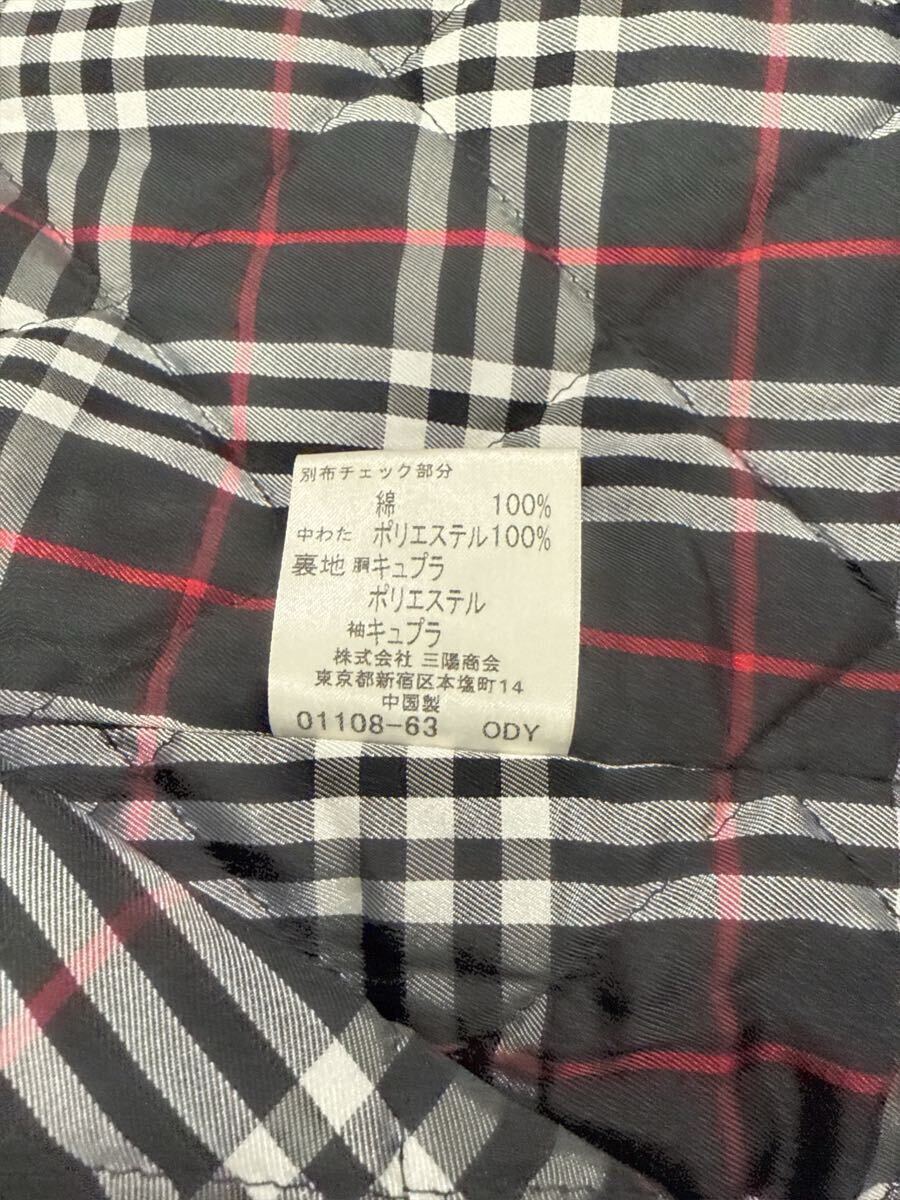 別布チェック部分
綿 100%
中わた ポリエステル100%
裏地 胴キュプラ
ポリエステル
袖キュプラ
株式会社 三陽商会
東京都新宿区本塩町14
中国製
01108-63 ODY